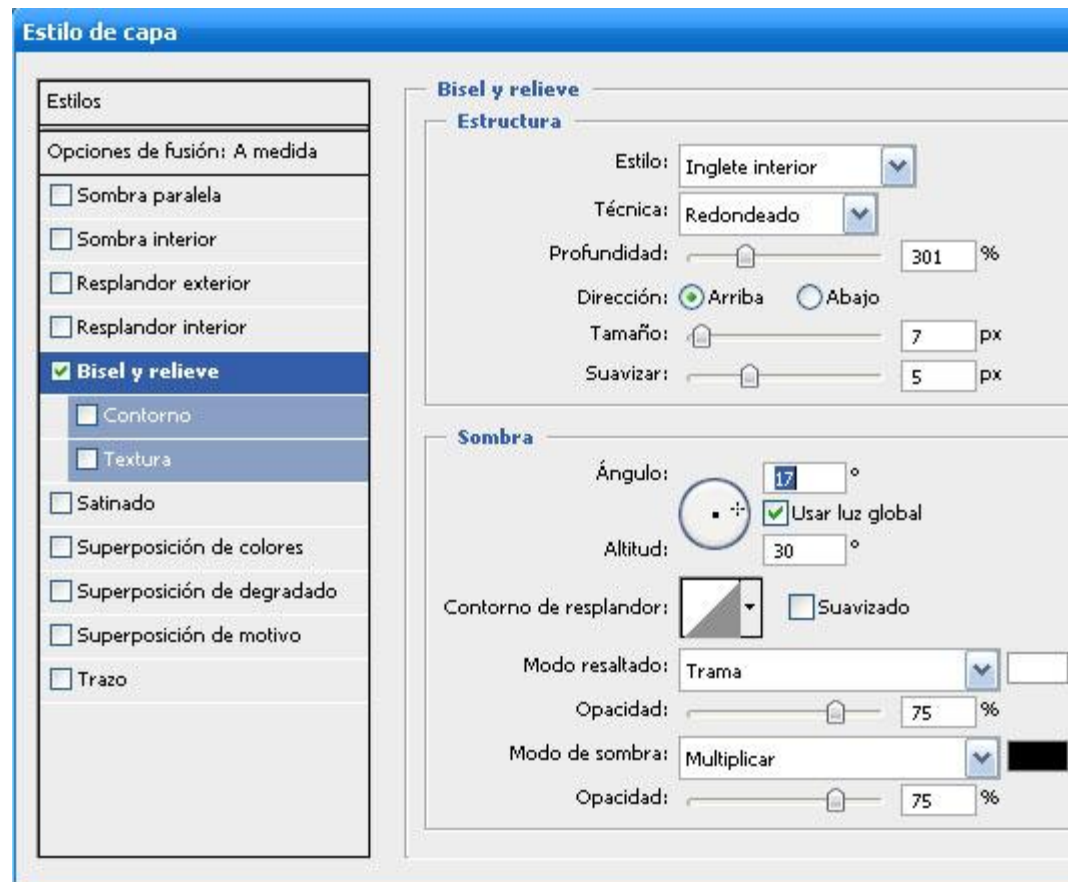 Estilo de capa
Estilos
Opciones de fusión: A medida
Sombra paralela
Sombra interior
Resplandor exterior
Resplandor interior
Bisel y relieve
Contorno
Textura
Satinado
Superposición de colores
Superposición de degradado
Superposición de motivo
Trazo
Bisel y relieve
Estructura
Estilo: Inglete interior
Técnica: Redondeado
Profundidad: 301 %
Dirección: Arriba Abajo
Tamaño: 7 px
Suavizar: 5 px
Sombra
Ángulo: 17 °
Usar luz global
Altitud: 30 °
Contorno de resplandor: Suavizado
Modo resaltado: Trama
Opacidad: 75 %
Modo de sombra: Multiplicar
Opacidad: 75 %